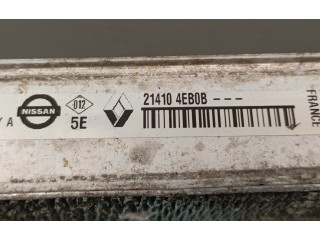 A
NISSAN
012
5E
21410 4EB0B - - -
FRANCE